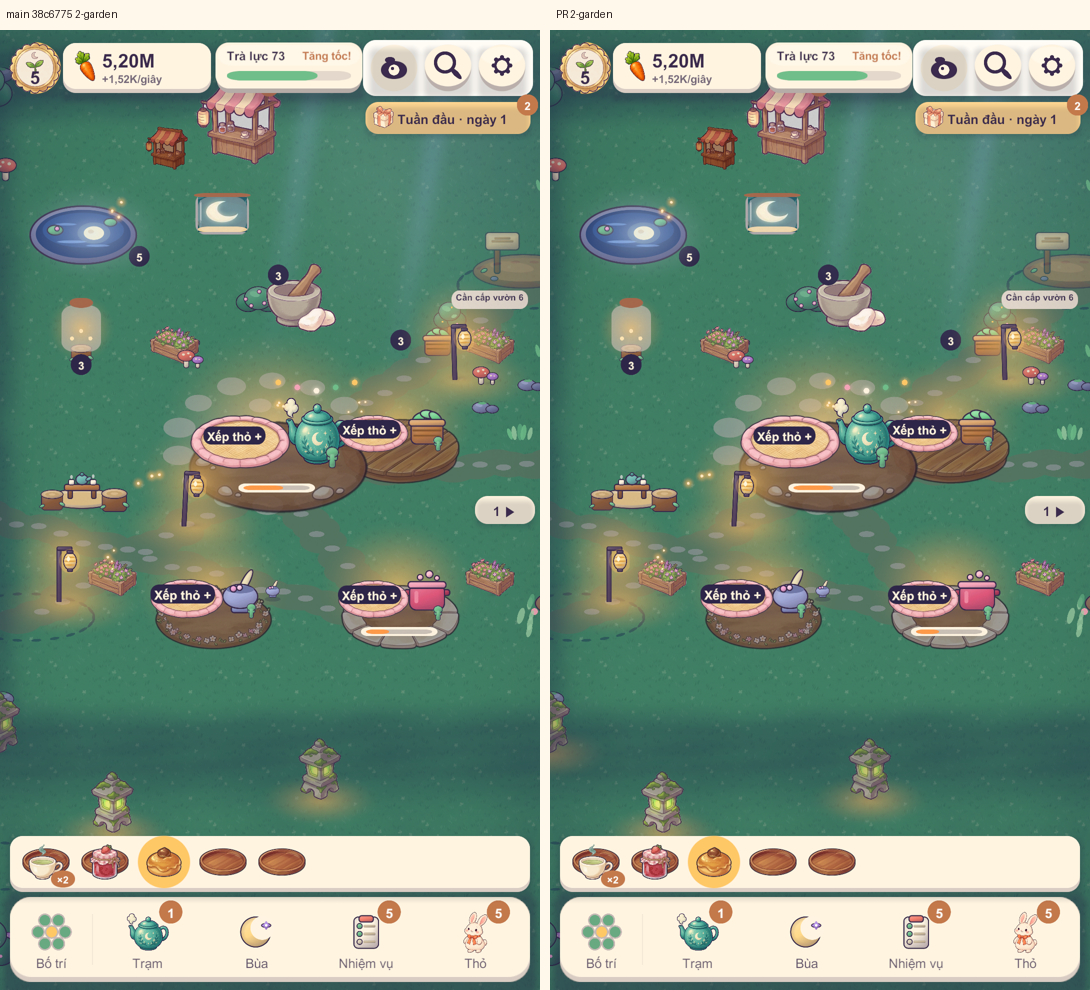 main 38c6775 2-garden
5
5,20M
+1,52K/giây
Trà lực 73 Tăng tốc!
2
Tuần đầu · ngày 1
5
3
Cần cấp vườn 6
3
3
Xếp thỏ +
Xếp thỏ +
1
Xếp thỏ +
Xếp thỏ +
×2
1
5
5
Bố trí
Trạm
Bùa
Nhiệm vụ
Thỏ
PR 2-garden
5
5,20M
+1,52K/giây
Trà lực 73 Tăng tốc!
2
Tuần đầu · ngày 1
5
3
Cần cấp vườn 6
3
3
Xếp thỏ +
Xếp thỏ +
1
Xếp thỏ +
Xếp thỏ +
×2
1
5
5
Bố trí
Trạm
Bùa
Nhiệm vụ
Thỏ